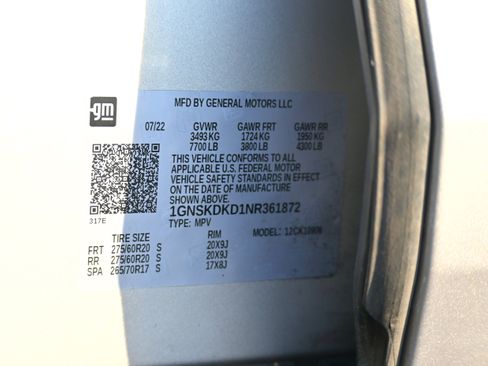 gm
MFD BY GENERAL MOTORS LLC
07/22 GVWR GAWR FRT GAWR RR
3493 KG 1724 KG 1950 KG
7700 LB 3800 LB 4300 LB
THIS VEHICLE CONFORMS TO ALL
APPLICABLE U.S. FEDERAL MOTOR
VEHICLE SAFETY STANDARDS IN EFFECT
ON THE DATE OF MANUFACTURE
SHOWN ABOVE.
317E
1GNSKDKD1NR361872
TYPE: MPV MODEL:
TIRE SIZE RIM
FRT 275/60R20 S 20X9J
RR 275/60R20 S 20X9J
SPA 265/70R17 S 17X8J